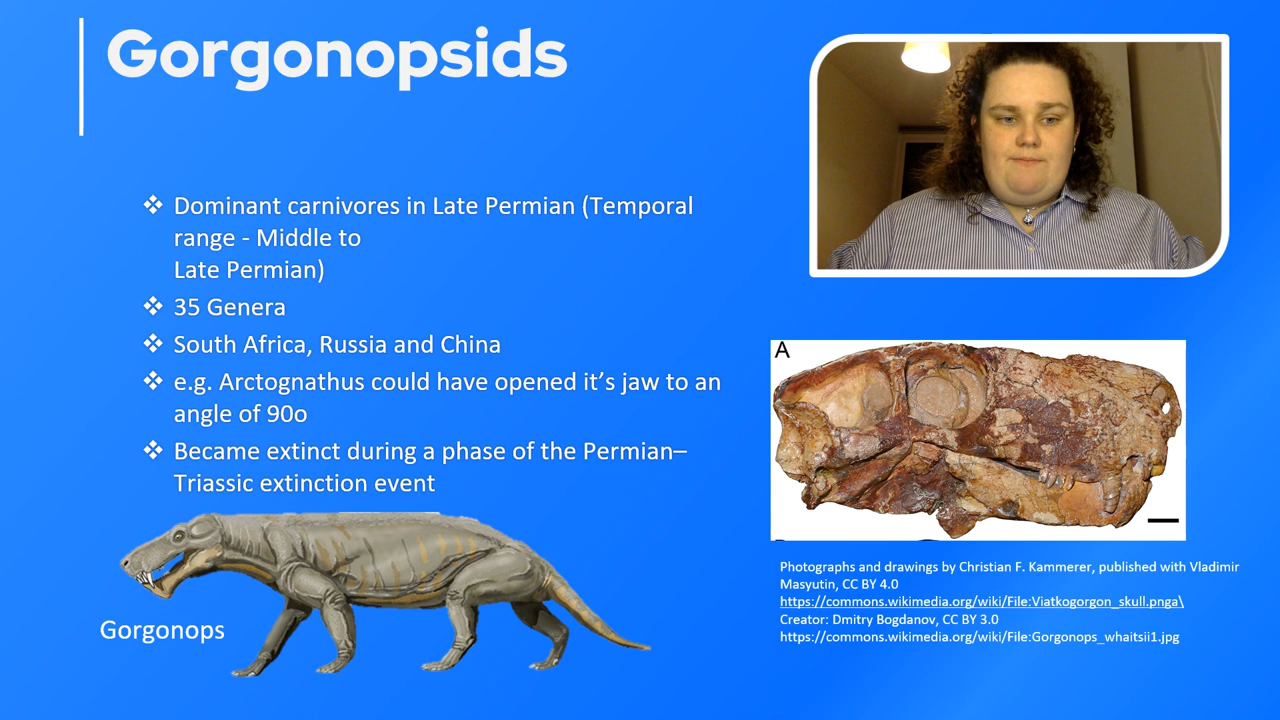 Gorgonopsids
❖ Dominant carnivores in Late Permian (Temporal
range - Middle to
Late Permian)
❖ 35 Genera
❖ South Africa, Russia and China
❖ e.g. Arctognathus could have opened it’s jaw to an
angle of 90o
❖ Became extinct during a phase of the Permian–
Triassic extinction event
Gorgonops
A
Photographs and drawings by Christian F. Kammerer, published with Vladimir
Masyutin, CC BY 4.0
https://commons.wikimedia.org/wiki/File:Viatkogorgon_skull.pnga\
Creator: Dmitry Bogdanov, CC BY 3.0
https://commons.wikimedia.org/wiki/File:Gorgonops_whaitsii1.jpg